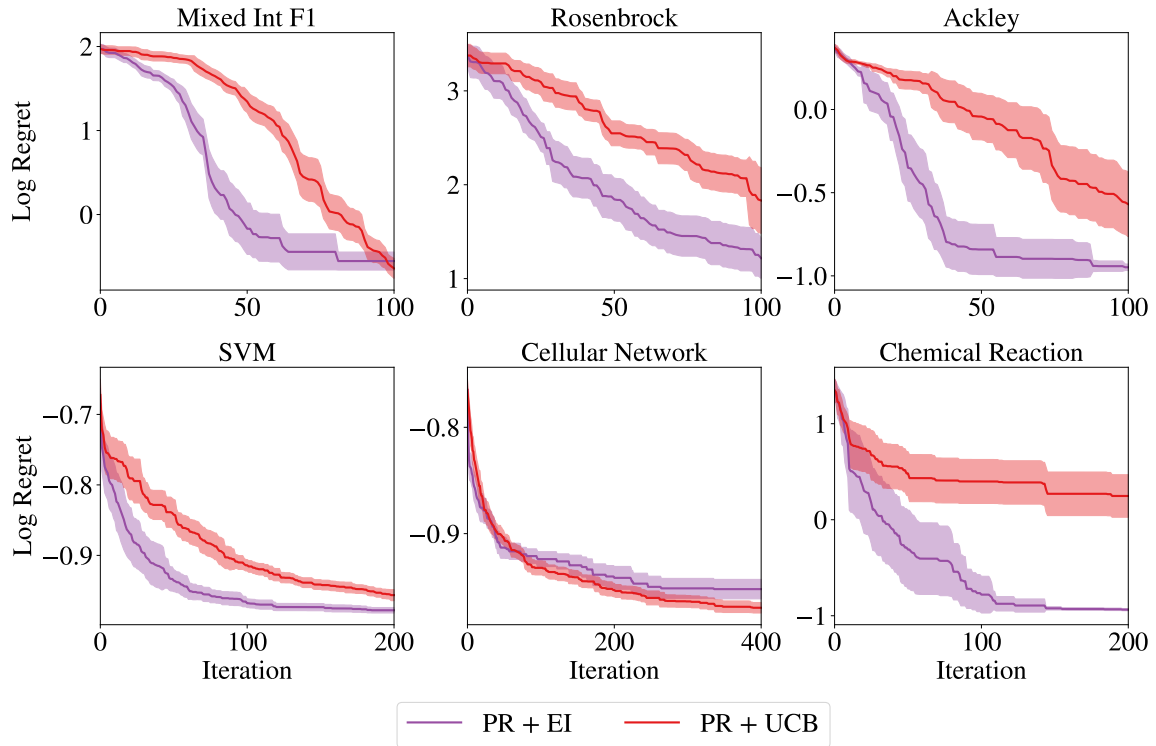 Mixed Int F1
Rosenbrock
Ackley
Log Regret
2
1
0
0
50
100
3
2
1
0
50
100
0.0
−0.5
−1.0
0
50
100
SVM
Cellular Network
Chemical Reaction
Log Regret
−0.7
−0.8
−0.9
0
100
200
Iteration
−0.8
−0.9
0
200
400
Iteration
1
0
−1
0
100
200
Iteration
PR + EI
PR + UCB